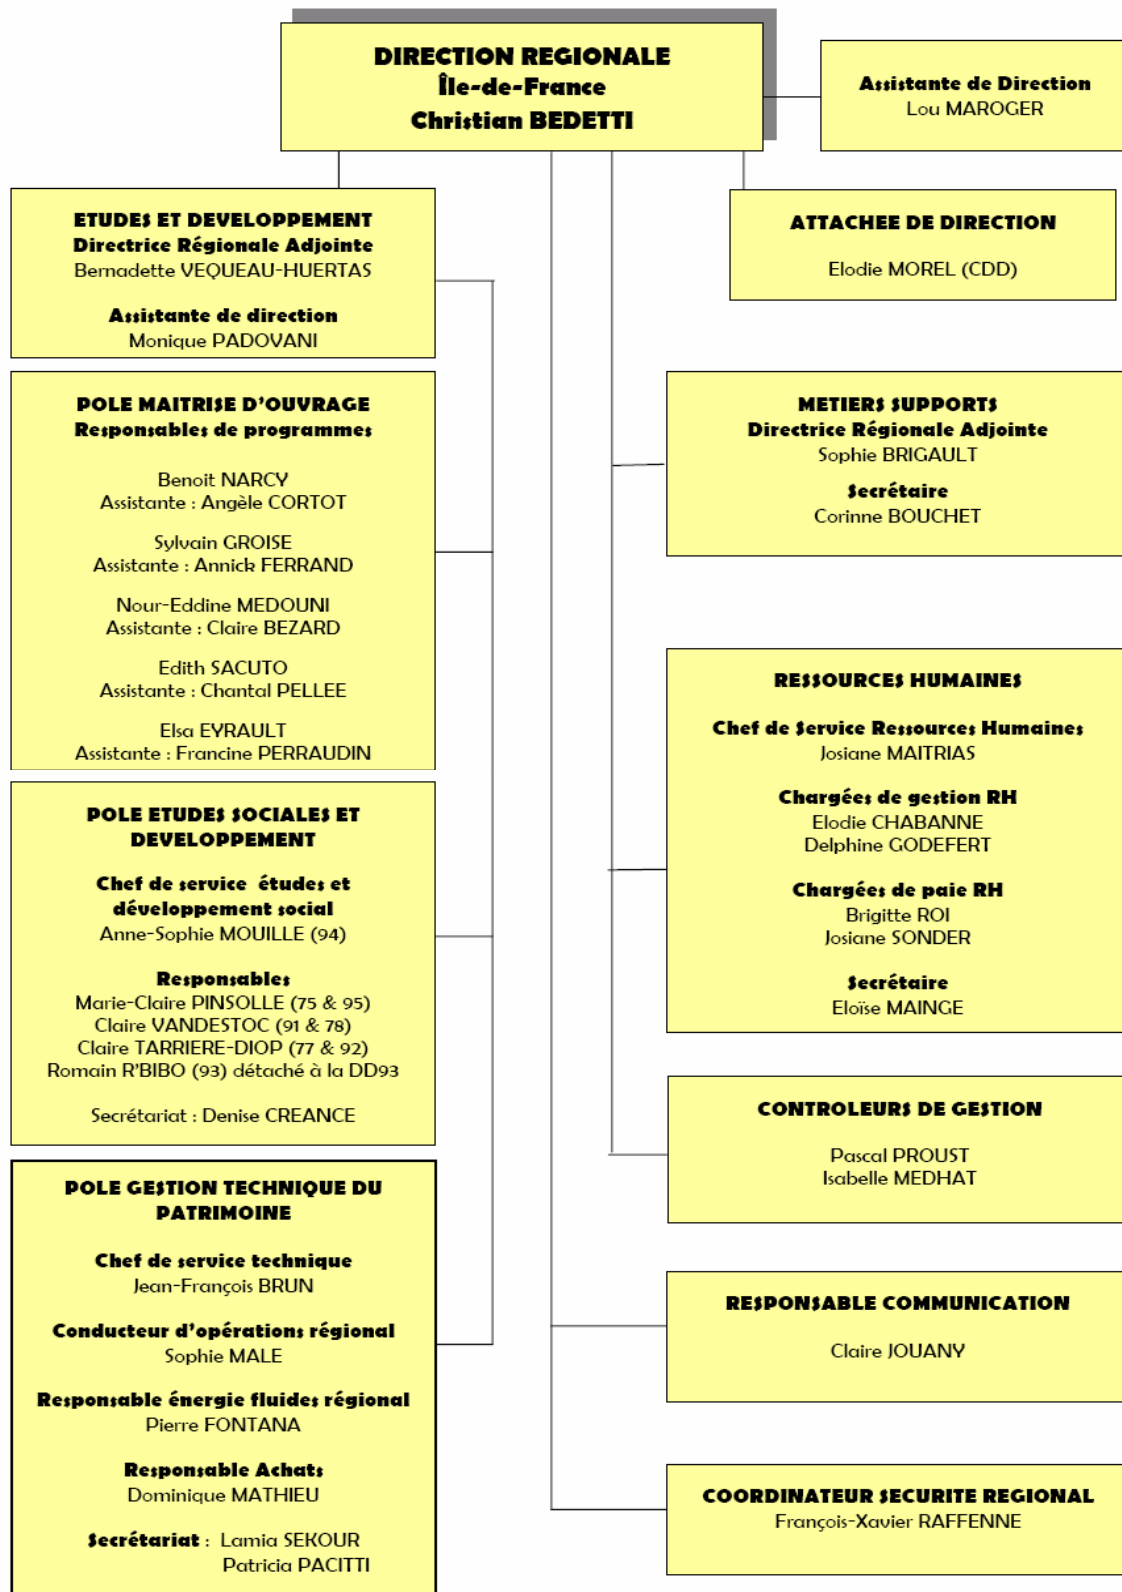 DIRECTION REGIONALE
Île-de-France
Christian BEDETTI
Assistante de Direction
Lou MAROGER
ETUDES ET DEVELOPPEMENT
Directrice Régionale Adjointe
Bernadette VEQUEAU-HUERTAS
Assistante de direction
Monique PADOVANI
ATTACHEE DE DIRECTION
Elodie MOREL (CDD)
POLE MAITRISE D'OUVRAGE
Responsables de programmes
Benoit NARCY
Assistante : Angèle CORTOT
Sylvain GROISE
Assistante : Annick FERRAND
Nour-Eddine MEDOUNI
Assistante : Claire BEZARD
Edith SACUTO
Assistante : Chantal PELLEE
Elsa EYRAULT
Assistante : Francine PERRAUDIN
METIERS SUPPORTS
Directrice Régionale Adjointe
Sophie BRIGAULT
Secrétaire
Corinne BOUCHET
RESSOURCES HUMAINES
Chef de Service Ressources Humaines
Josiane MAITRIAS
Chargées de gestion RH
Elodie CHABANNE
Delphine GODEFERT
Chargées de paie RH
Brigitte ROI
Josiane SONDER
Secrétaire
Eloïse MAINGE
POLE ETUDES SOCIALES ET
DEVELOPPEMENT
Chef de service études et
développement social
Anne-Sophie MOUILLE (94)
Responsables
Marie-Claire PINSOLLE (75 & 95)
Claire VANDESTOC (91 & 78)
Claire TARRIERE-DIOP (77 & 92)
Romain R'BIBO (93) détaché à la DD93
Secrétariat : Denise CREANCE
CONTROLEURS DE GESTION
Pascal PROUST
Isabelle MEDHAT
POLE GESTION TECHNIQUE DU
PATRIMOINE
Chef de service technique
Jean-François BRUN
Conducteur d'opérations régional
Sophie MALE
Responsable énergie fluides régional
Pierre FONTANA
Responsable Achats
Dominique MATHIEU
Secrétariat : Lamia SEKOUR
Patricia PACITTI
RESPONSABLE COMMUNICATION
Claire JOUANY
COORDINATEUR SECURITE REGIONAL
François-Xavier RAFFENNE